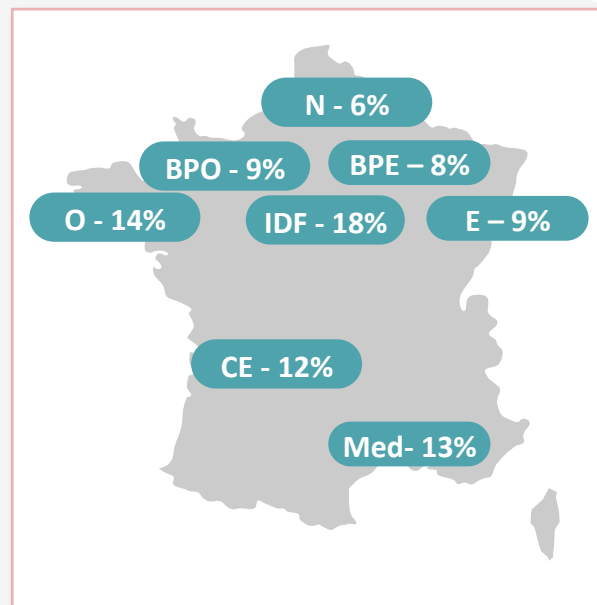 N - 6%
BPO - 9%
BPE – 8%
O - 14%
IDF - 18%
E – 9%
CE - 12%
Med- 13%